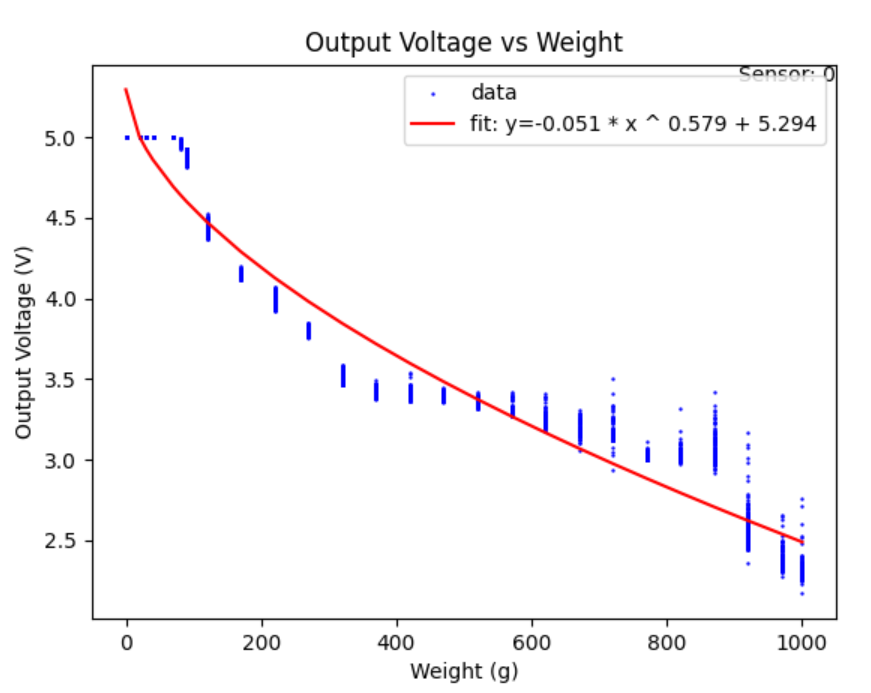 Output Voltage vs Weight
Sensor: 0
data
fit: y=-0.051 * x ^ 0.579 + 5.294
Output Voltage (V)
5.0
4.5
4.0
3.5
3.0
2.5
0 200 400 600 800 1000
Weight (g)